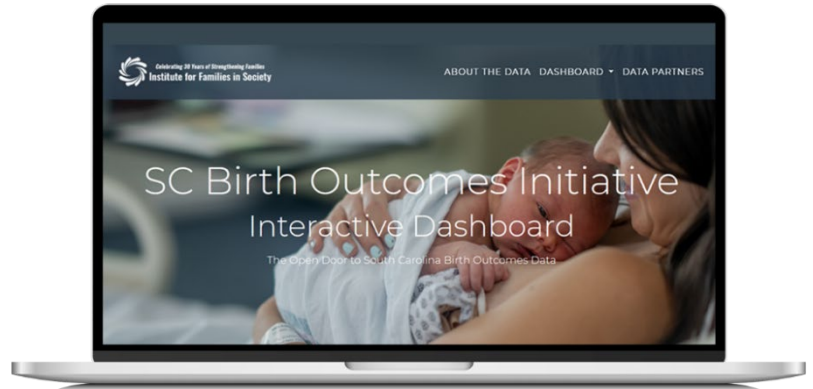 Celebrating 30 Years of Strengthening Families
Institute for Families in Society
ABOUT THE DATA DASHBOARD DATA PARTNERS
SC Birth Outcomes Initiative
Interactive Dashboard
The Open Door to South Carolina Birth Outcomes Data